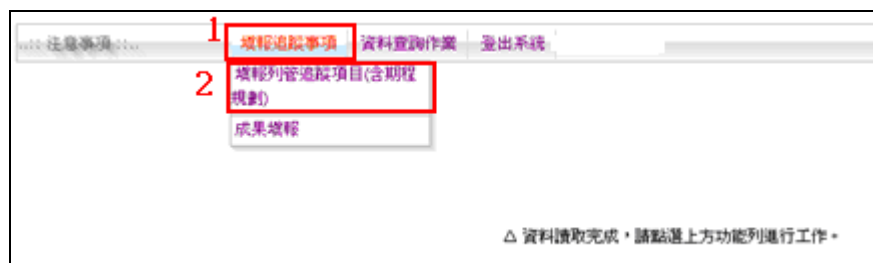 ..:: 注意事項 ::..
1
填報追蹤事項 資料查詢作業 登出系統
2
填報列管追蹤項目(含期程
規劃)
成果填報
△ 資料讀取完成，請點選上方功能列進行工作。